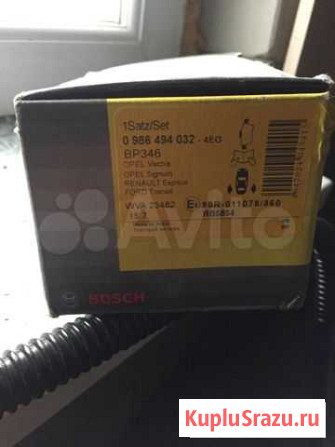 1Satz/Set
0 986 494 032 - 4EO
BP346
OPEL Vectra
OPEL Signum
RENAULT Espace
FORD Transit
WVA 23482
BOSCH
Avito
KupluSrazu.ru